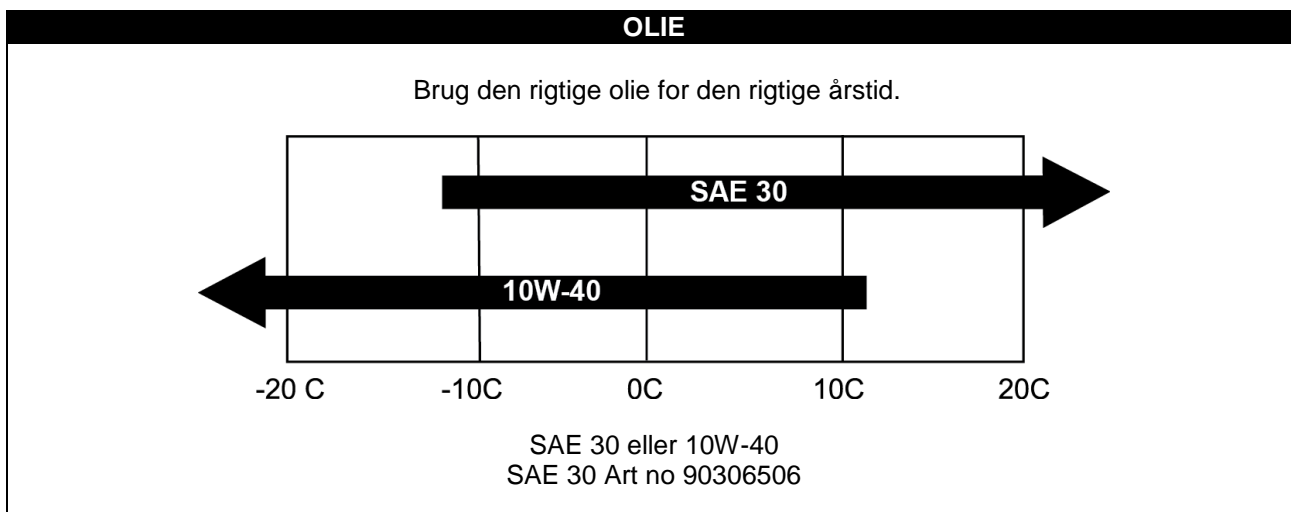 OLIE
Brug den rigtige olie for den rigtige årstid.
SAE 30
10W-40
-20 C -10C 0C 10C 20C
SAE 30 eller 10W-40
SAE 30 Art no 90306506